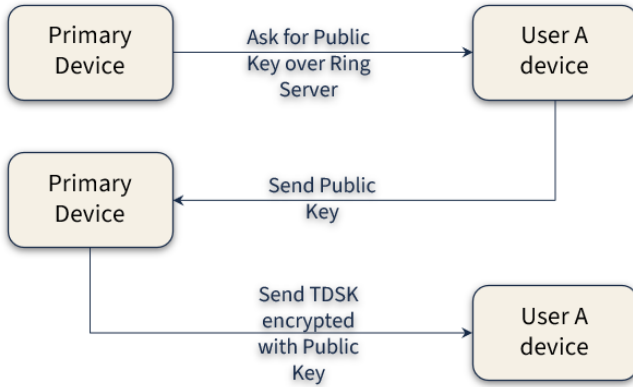 Primary
Device
Ask for Public
Key over Ring
Server
User A
device
Primary
Device
Send Public
Key
Send TDSK
encrypted
with Public
Key
User A
device